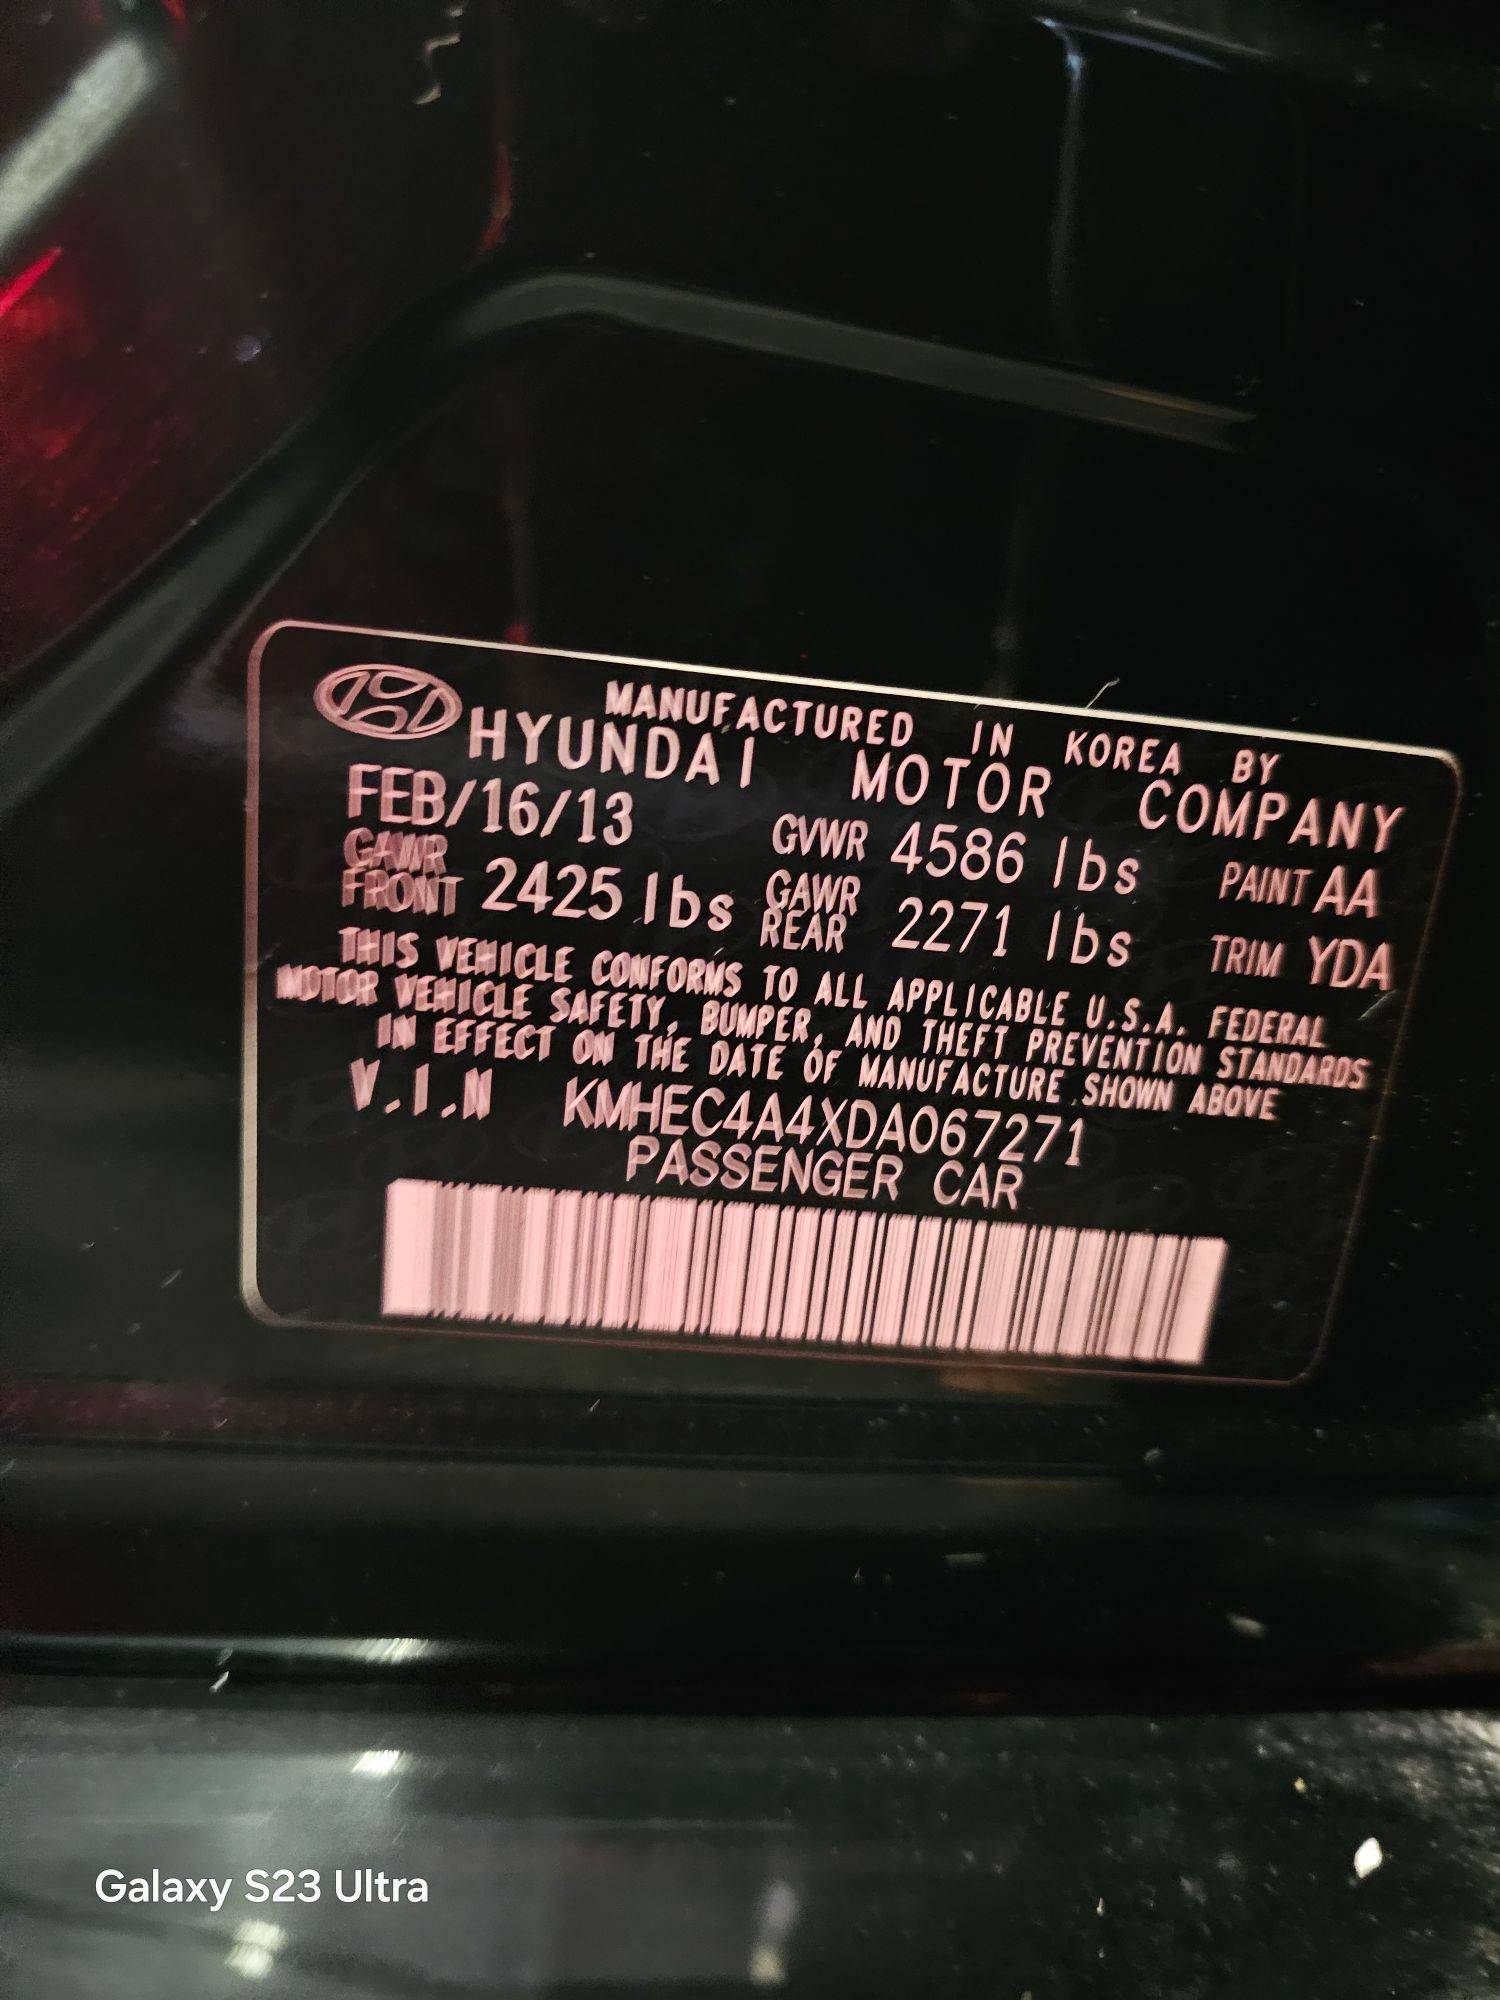 MANUFACTURED IN KOREA BY
HYUNDAI MOTOR COMPANY
FEB/16/13 GVWR 4586 lbs PAINT AA
GAWR FRONT 2425 lbs GAWR REAR 2271 lbs TRIM YDA
THIS VEHICLE CONFORMS TO ALL APPLICABLE U.S.A. FEDERAL
MOTOR VEHICLE SAFETY, BUMPER, AND THEFT PREVENTION STANDARDS
IN EFFECT ON THE DATE OF MANUFACTURE SHOWN ABOVE
V.I.N KMHEC4A4XDA067271
PASSENGER CAR
Galaxy S23 Ultra